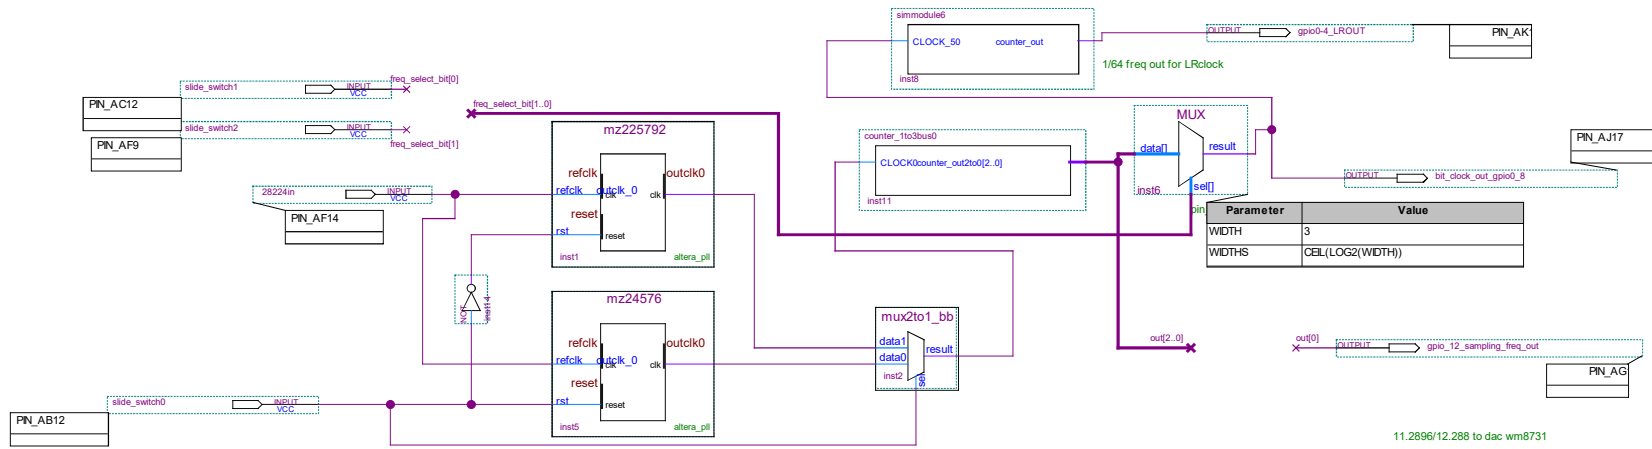 simmodule6
CLOCK_50 counter_out
inst8
OUTPUT gpio0-4_LROUT
PIN_AK
1/64 freq out for LRclock
slide_switch1 INPUT VCC freq_select_bit[0]
PIN_AC12
slide_switch2 INPUT VCC freq_select_bit[1]
PIN_AF9
freq_select_bit[1..0]
mz225792
refclk outclk0
refclk outclk_0 clk clk
reset
rst reset
inst1 altera_pll
28224in INPUT VCC
PIN_AF14
counter_1to3bus0
CLOCK0counter_out2to0[2..0]
inst11
MUX
data[] result
sel[]
inst6
pin
PIN_AJ17
OUTPUT bit_clock_out_gpio0_8
Parameter Value
WIDTH 3
WIDTHS CEIL(LOG2(WIDTH))
NOT inst14
mz24576
refclk outclk0
refclk outclk_0 clk clk
reset
rst reset
inst5 altera_pll
mux2to1_bb
data1
data0 result
inst2 sel
out[2..0]
out[0] OUTPUT gpio_12_sampling_freq_out
PIN_AG
slide_switch0 INPUT VCC
PIN_AB12
11.2896/12.288 to dac wm8731